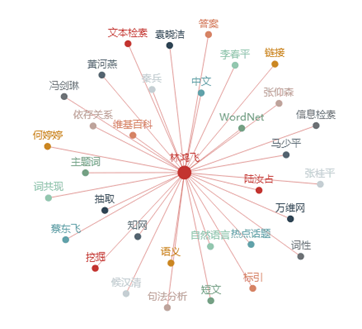 答案
文本检索
袁晓洁
李春平
链接
黄河燕
秦兵
中文
冯剑琳
张仰森
依存关系
维基百科
WordNet
信息检索
何婷婷
马少平
主题词
林鸿飞
词共现
陆汝占
张桂平
抽取
万维网
蔡东飞
知网
自然语言
热点话题
词性
挖掘
语义
侯汉清
短文
标引
句法分析